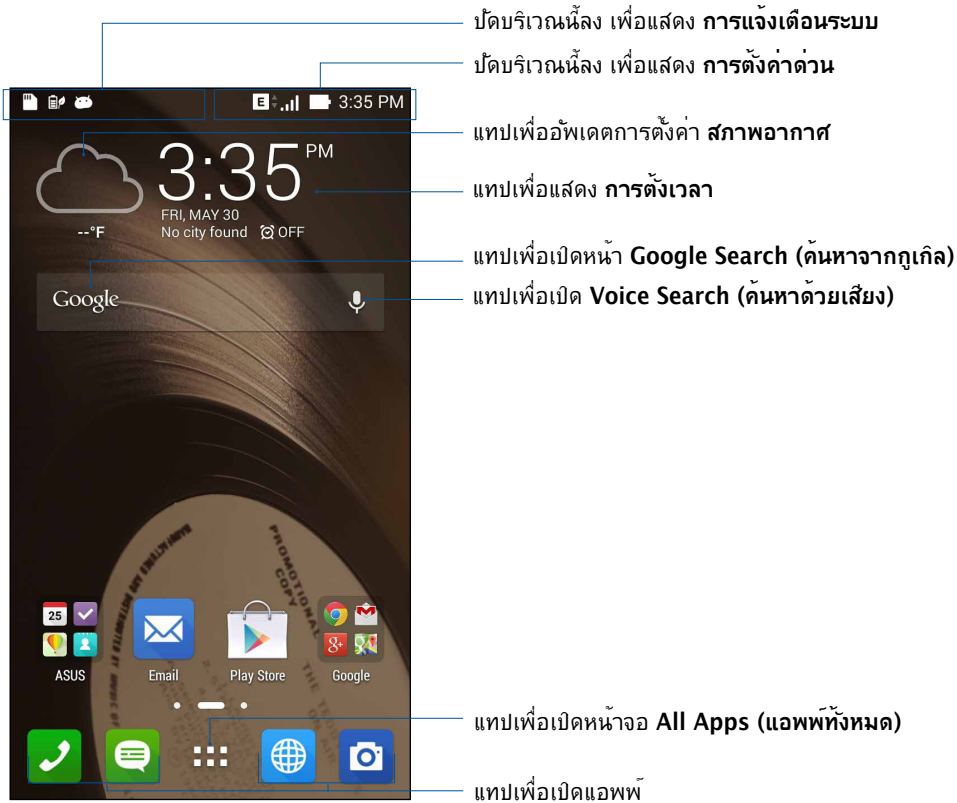 ปัดบริเวณนี้ลง เพื่อแสดง การแจ้งเตือนระบบ
ปัดบริเวณนี้ลง เพื่อแสดง การตั้งค่าด่วน
E 3:35 PM
แทปเพื่ออัพเดตการตั้งค่า สภาพอากาศ
3:35 PM
แทปเพื่อแสดง การตั้งเวลา
FRI, MAY 30
--°F No city found OFF
แทปเพื่อเปิดหน้า Google Search (ค้นหาจากกูเกิล)
Google
แทปเพื่อเปิด Voice Search (ค้นหาด้วยเสียง)
PROMOTIONAL
COPY
25
8+
ASUS Email Play Store Google
แทปเพื่อเปิดหน้าจอ All Apps (แอพพ์ทั้งหมด)
แทปเพื่อเปิดแอพพ์